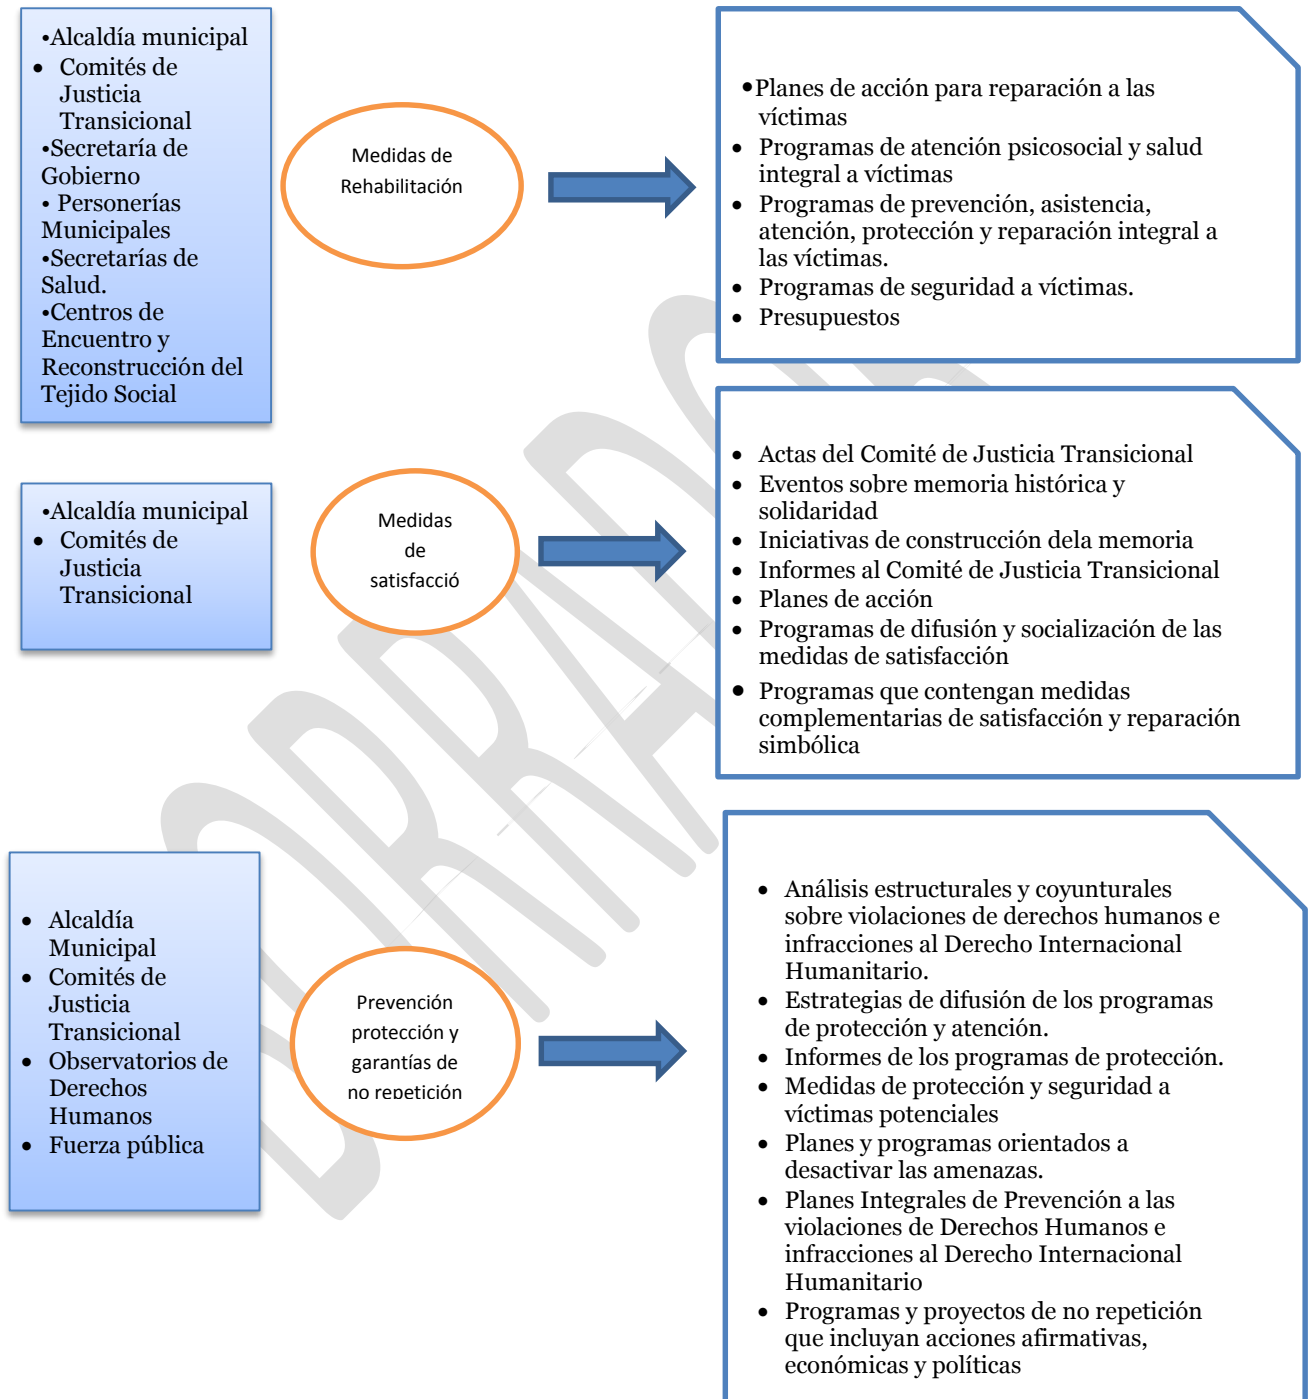 •Alcaldía municipal
• Comités de
Justicia
Transicional
•Secretaría de
Gobierno
• Personerías
Municipales
•Secretarías de
Salud.
•Centros de
Encuentro y
Reconstrucción del
Tejido Social
Medidas de
Rehabilitación
•Planes de acción para reparación a las
víctimas
• Programas de atención psicosocial y salud
integral a víctimas
• Programas de prevención, asistencia,
atención, protección y reparación integral a
las víctimas.
• Programas de seguridad a víctimas.
• Presupuestos
•Alcaldía municipal
• Comités de
Justicia
Transicional
Medidas
de
satisfacció
• Actas del Comité de Justicia Transicional
• Eventos sobre memoria histórica y
solidaridad
• Iniciativas de construcción dela memoria
• Informes al Comité de Justicia Transicional
• Planes de acción
• Programas de difusión y socialización de las
medidas de satisfacción
• Programas que contengan medidas
complementarias de satisfacción y reparación
simbólica
• Alcaldía
Municipal
• Comités de
Justicia
Transicional
• Observatorios de
Derechos
Humanos
• Fuerza pública
Prevención
protección y
garantías de
no repetición
• Análisis estructurales y coyunturales
sobre violaciones de derechos humanos e
infracciones al Derecho Internacional
Humanitario.
• Estrategias de difusión de los programas
de protección y atención.
• Informes de los programas de protección.
• Medidas de protección y seguridad a
víctimas potenciales
• Planes y programas orientados a
desactivar las amenazas.
• Planes Integrales de Prevención a las
violaciones de Derechos Humanos e
infracciones al Derecho Internacional
Humanitario
• Programas y proyectos de no repetición
que incluyan acciones afirmativas,
económicas y políticas
BORRADOR